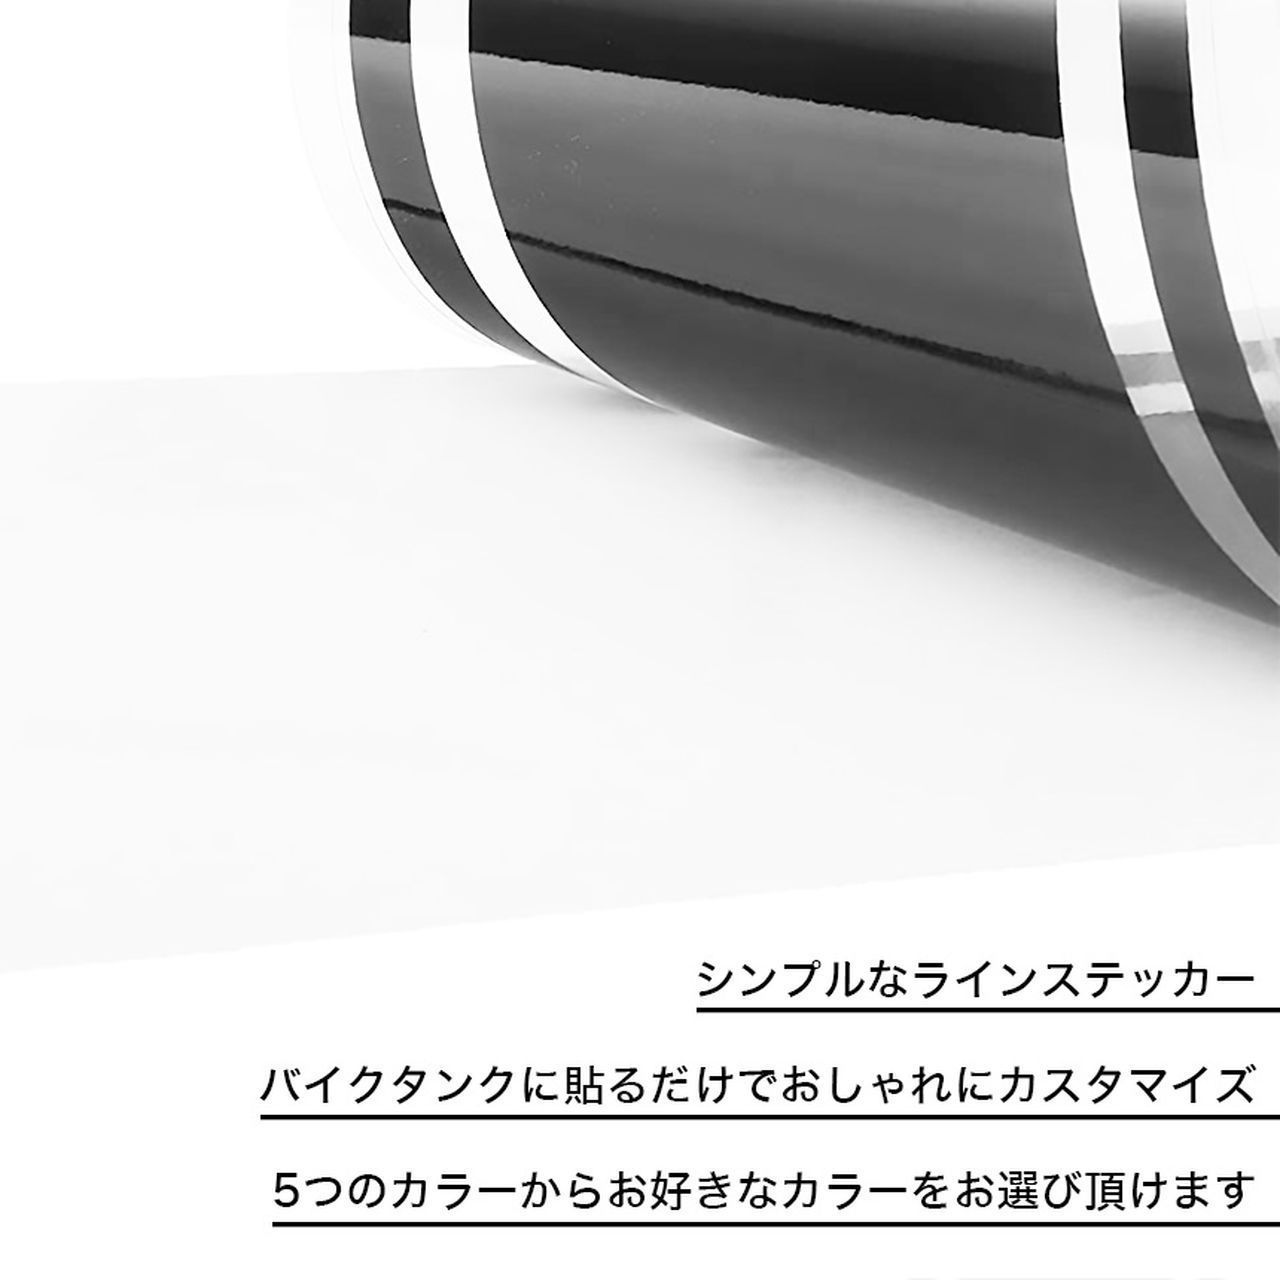 シンプルなラインステッカー
バイクタンクに貼るだけでおしゃれにカスタマイズ
5つのカラーからお好きなカラーをお選び頂けます